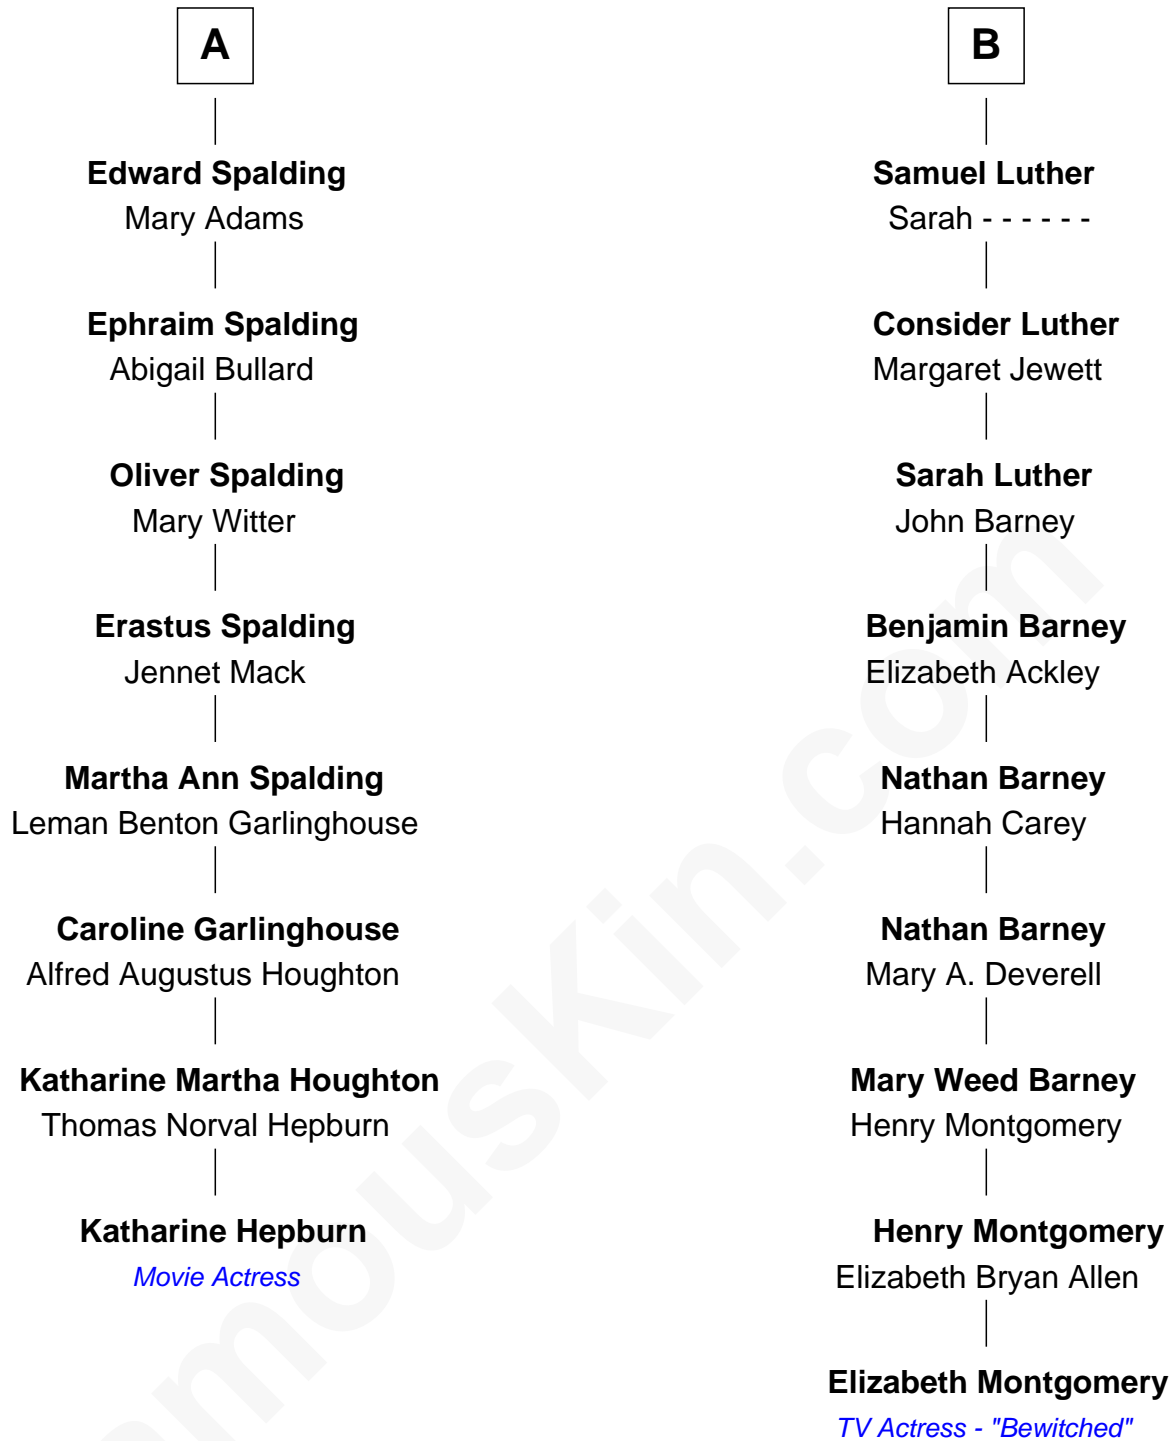 A
Edward Spalding
Mary Adams
Ephraim Spalding
Abigail Bullard
Oliver Spalding
Mary Witter
Erastus Spalding
Jennet Mack
Martha Ann Spalding
Leman Benton Garlinghouse
Caroline Garlinghouse
Alfred Augustus Houghton
Katharine Martha Houghton
Thomas Norval Hepburn
Katharine Hepburn
Movie Actress
B
Samuel Luther
Sarah - - - - - -
Consider Luther
Margaret Jewett
Sarah Luther
John Barney
Benjamin Barney
Elizabeth Ackley
Nathan Barney
Hannah Carey
Nathan Barney
Mary A. Deverell
Mary Weed Barney
Henry Montgomery
Henry Montgomery
Elizabeth Bryan Allen
Elizabeth Montgomery
TV Actress - "Bewitched"
amouskin.com